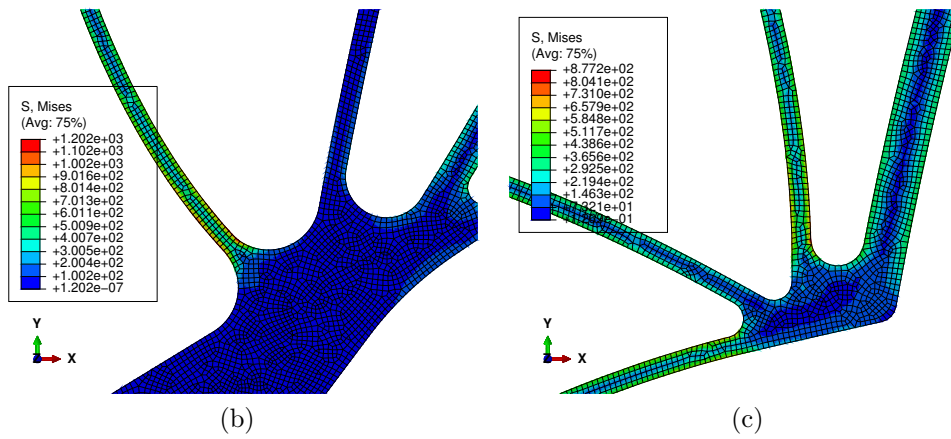 S, Mises
(Avg: 75%)
+1.202e+03
+1.102e+03
+1.002e+03
+9.016e+02
+8.014e+02
+7.013e+02
+6.011e+02
+5.009e+02
+4.007e+02
+3.005e+02
+2.004e+02
+1.002e+02
+1.202e-07
Y
Z
X
(b)
S, Mises
(Avg: 75%)
+8.772e+02
+8.041e+02
+7.310e+02
+6.579e+02
+5.848e+02
+5.117e+02
+4.386e+02
+3.656e+02
+2.925e+02
+2.194e+02
+1.463e+02
Y
Z
X
(c)